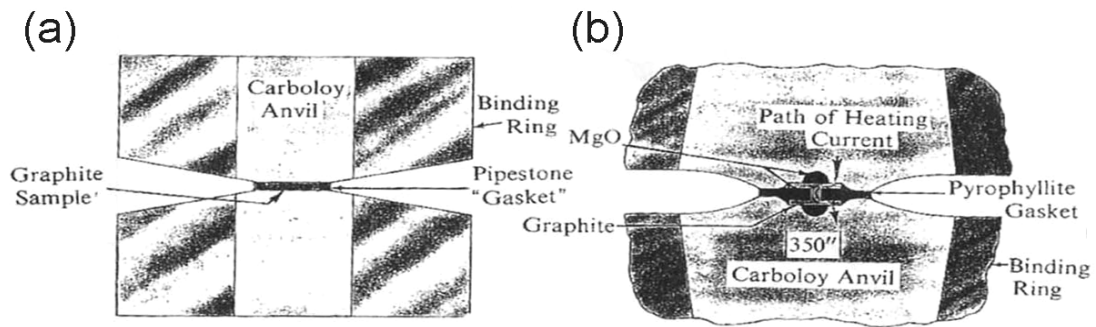 (a)
Carboloy
Anvil
Binding
Ring
Graphite
Sample
Pipestone
"Gasket"
(b)
MgO
Path of Heating
Current
Pyrophyllite
Gasket
Graphite
350"
Carboloy Anvil
Binding
Ring